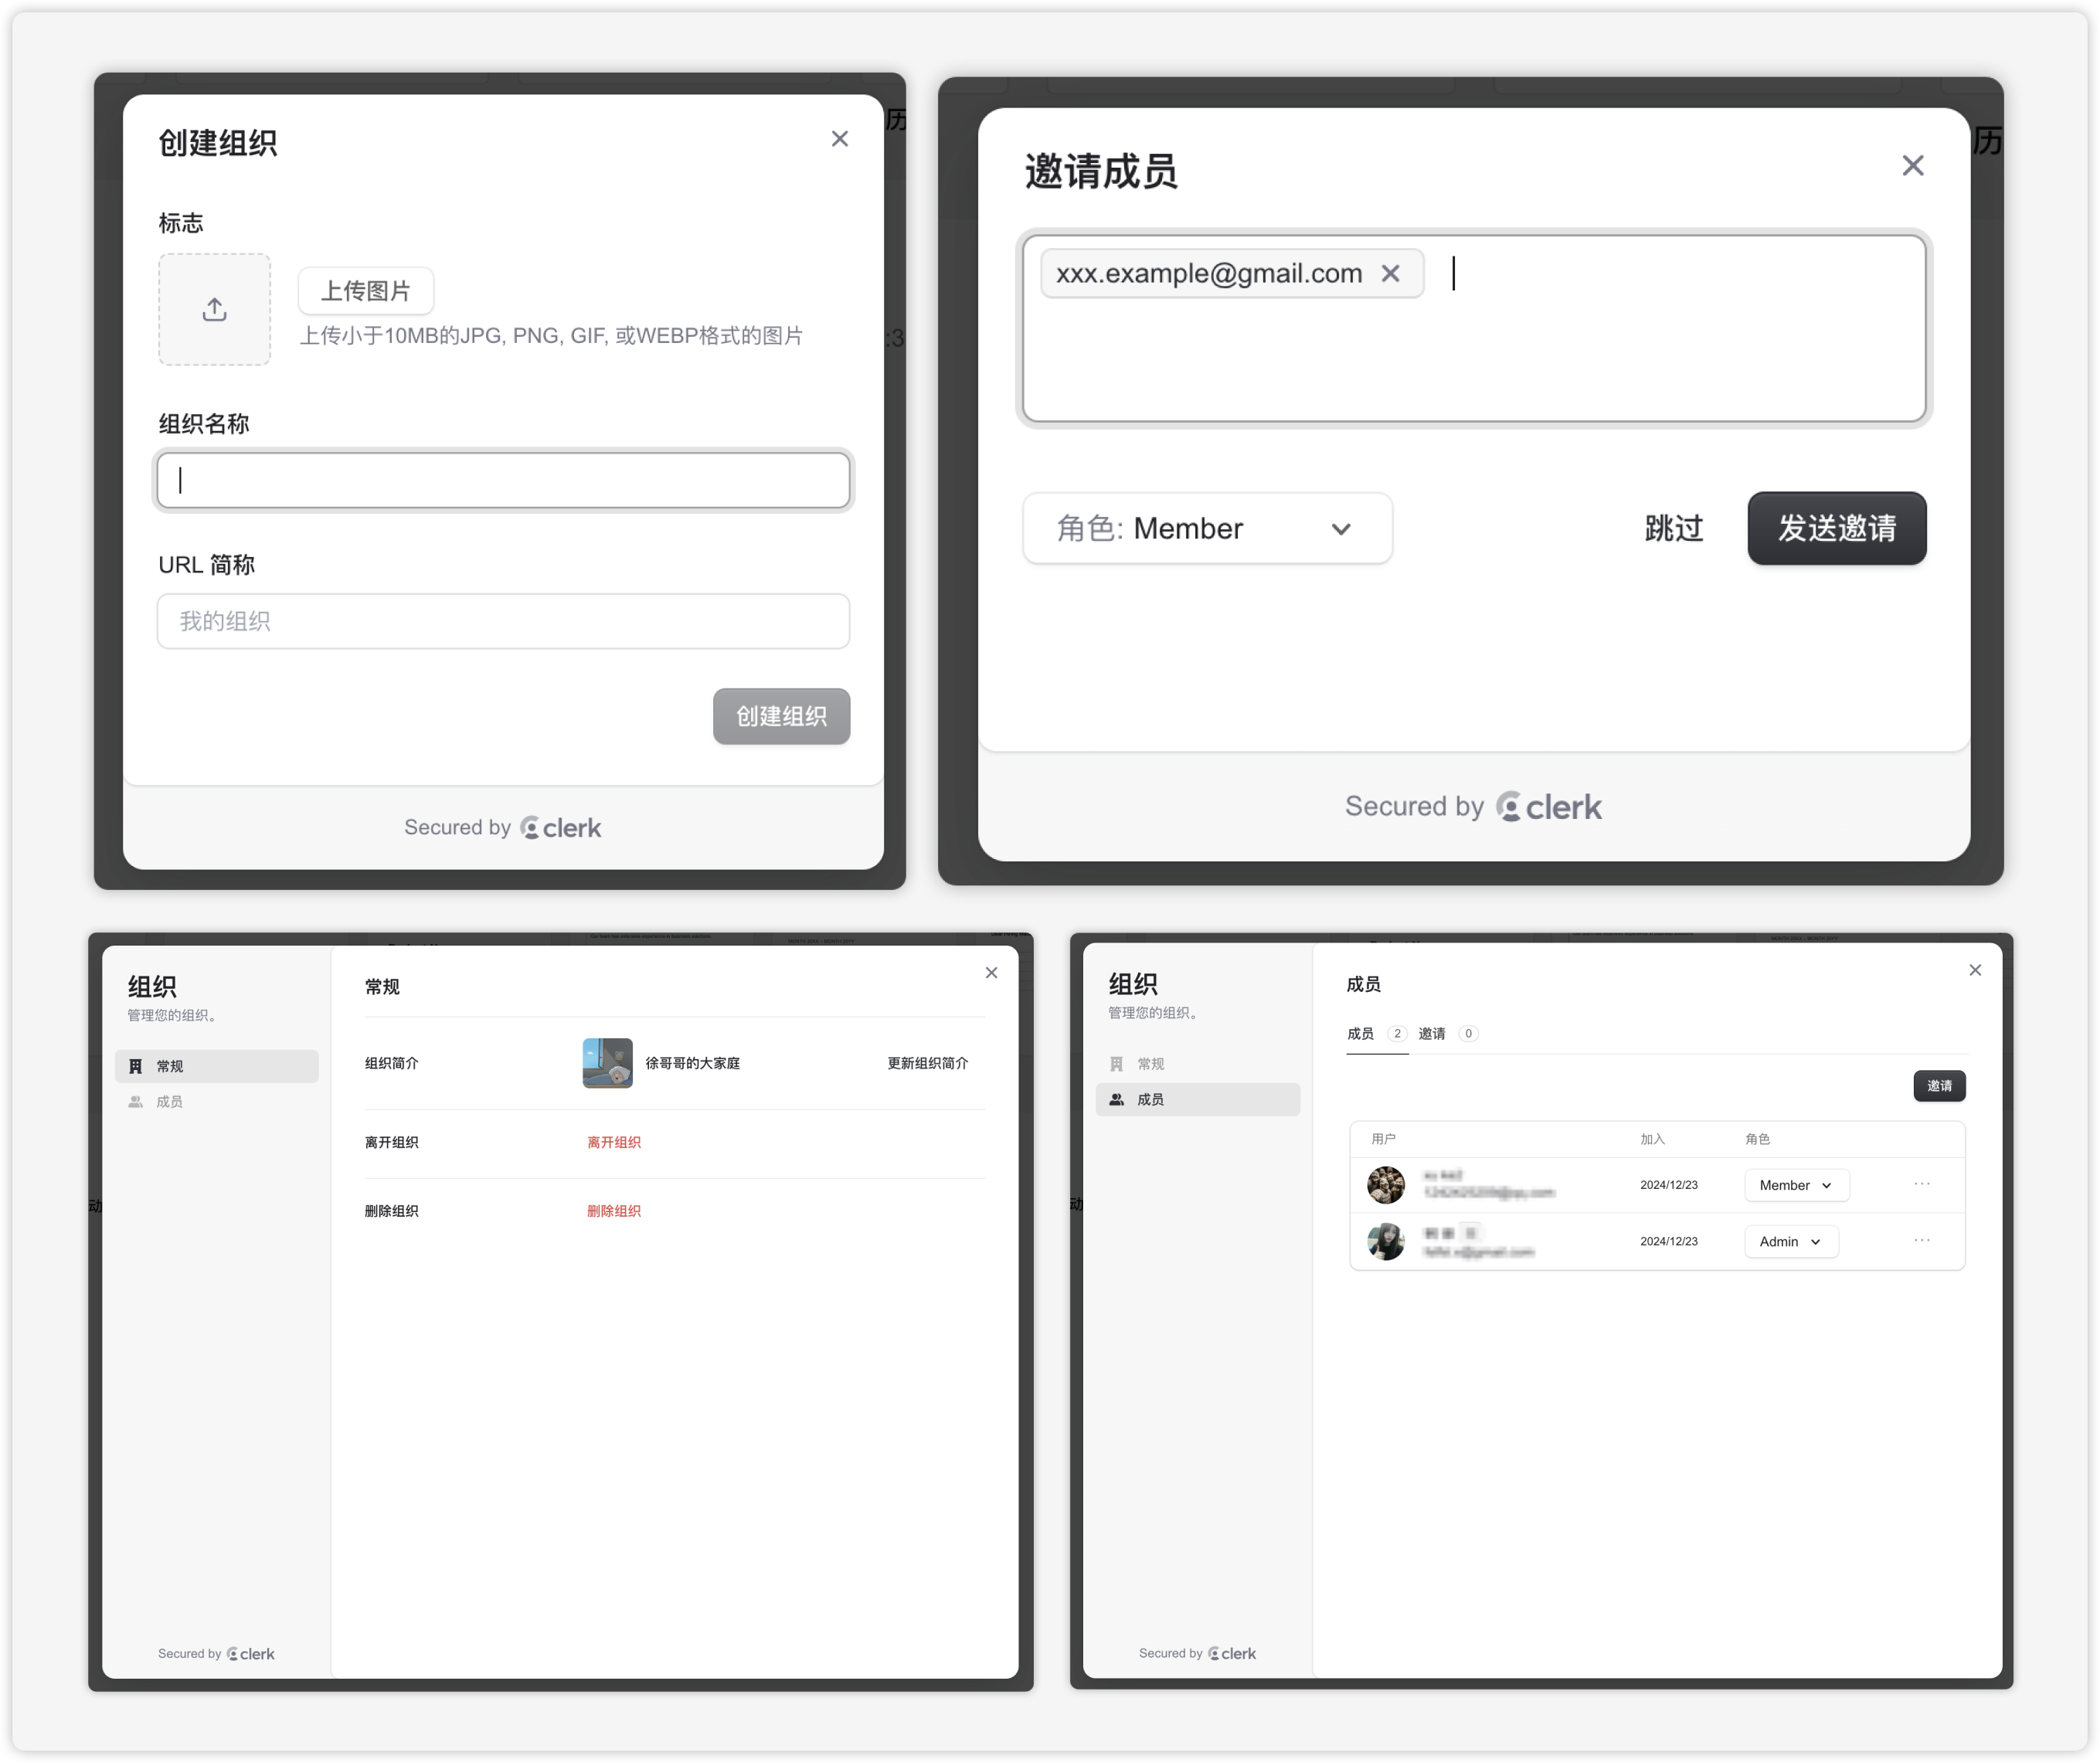 创建组织
标志
上传图片
上传小于10MB的JPG, PNG, GIF, 或WEBP格式的图片
组织名称
URL 简称
我的组织
创建组织
Secured by clerk
历
:3
邀请成员
xxx.example@gmail.com
角色: Member
跳过
发送邀请
Secured by clerk
历
组织
管理您的组织。
常规
成员
常规
组织简介
徐哥哥的大家庭
更新组织简介
离开组织
离开组织
删除组织
删除组织
动
Secured by clerk
组织
管理您的组织。
常规
成员
成员
成员 2 邀请 0
邀请
用户 加入 角色
2024/12/23 Member
2024/12/23 Admin
动
Secured by clerk